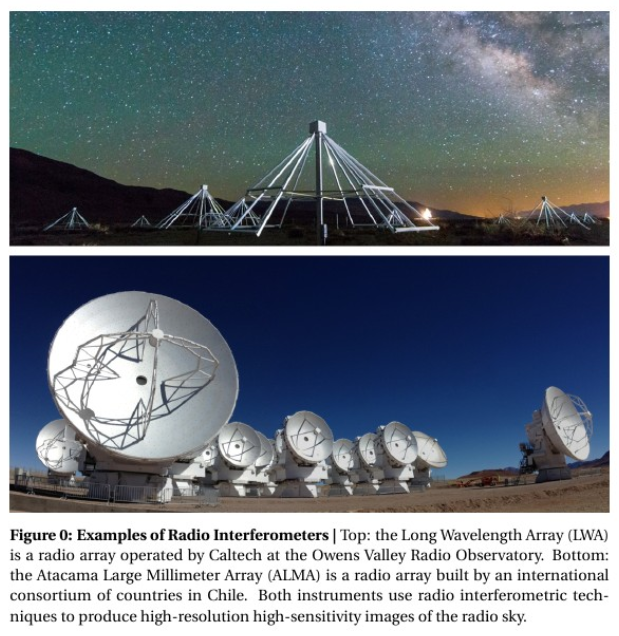 Figure 0: Examples of Radio Interferometers | Top: the Long Wavelength Array (LWA)
is a radio array operated by Caltech at the Owens Valley Radio Observatory. Bottom:
the Atacama Large Millimeter Array (ALMA) is a radio array built by an international
consortium of countries in Chile. Both instruments use radio interferometric tech-
niques to produce high-resolution high-sensitivity images of the radio sky.